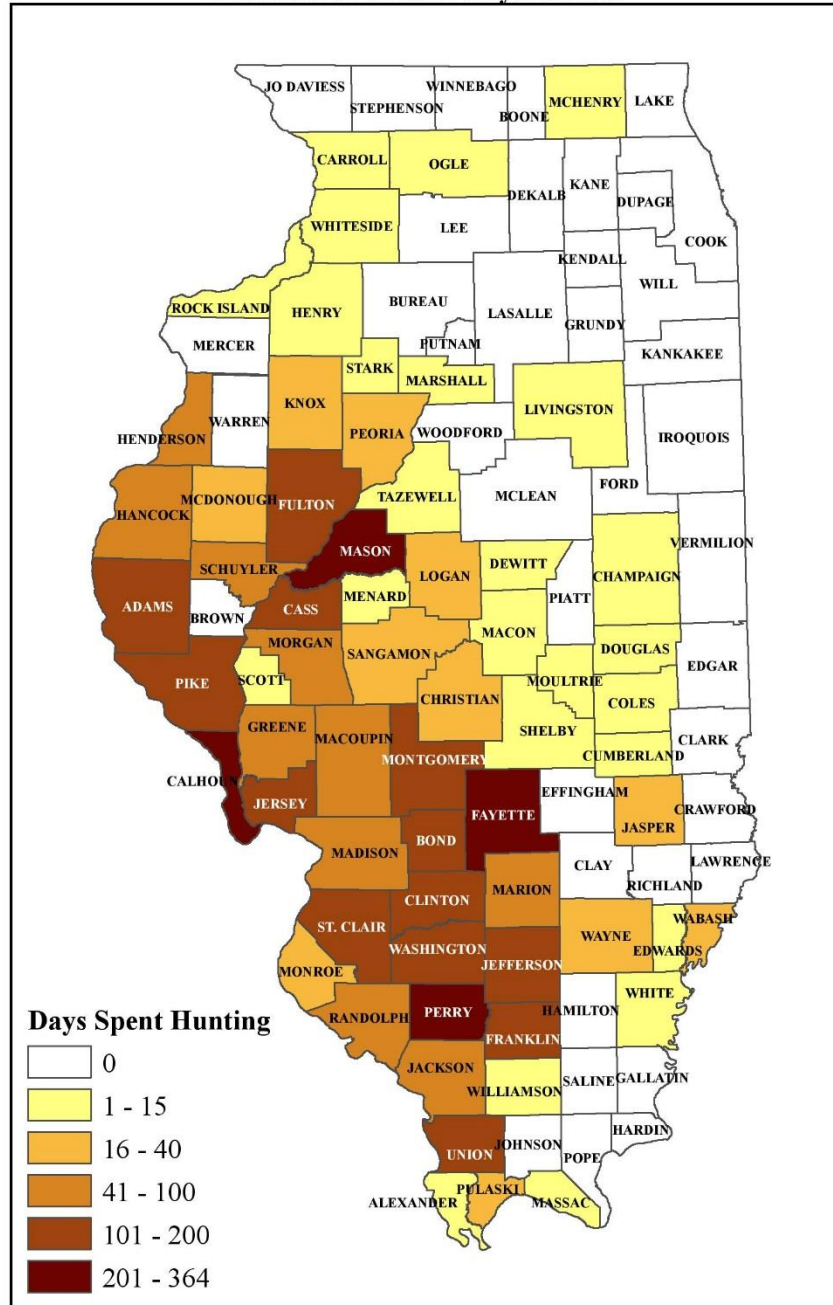 JO DAVIESS
STEPHENSON
WINNEBAGO
BOONE
MCHENRY
LAKE
CARROLL
OGLE
DEKALB
KANE
DUPAGE
COOK
WHITESIDE
LEE
KENDALL
WILL
ROCK ISLAND
HENRY
BUREAU
LASALLE
GRUNDY
MERCER
PUTNAM
KANKAKEE
STARK
MARSHALL
KNOX
LIVINGSTON
HENDERSON
WARREN
PEORIA
WOODFORD
IROQUOIS
HANCOCK
MCDONOUGH
FULTON
TAZEWELL
MCLEAN
FORD
MASON
VERMILION
SCHUYLER
LOGAN
DEWITT
CHAMPAIGN
ADAMS
BROWN
CASS
MENARD
PIATT
MORGAN
SANGAMON
MACON
DOUGLAS
EDGAR
PIKE
SCOTT
CHRISTIAN
MOULTRIE
COLES
GREENE
MACOUPIN
SHELBY
CLARK
CALHOUN
MONTGOMERY
CUMBERLAND
JERSEY
FAYETTE
EFFINGHAM
JASPER
CRAWFORD
MADISON
BOND
CLAY
RICHLAND
LAWRENCE
CLINTON
MARION
ST. CLAIR
WASHINGTON
WAYNE
EDWARDS
WABASH
MONROE
JEFFERSON
RANDOLPH
PERRY
HAMILTON
WHITE
FRANKLIN
JACKSON
WILLIAMSON
SALINE
GALLATIN
UNION
JOHNSON
POPE
HARDIN
ALEXANDER
PULASKI
MASSAC
Days Spent Hunting
0
1 - 15
16 - 40
41 - 100
101 - 200
201 - 364